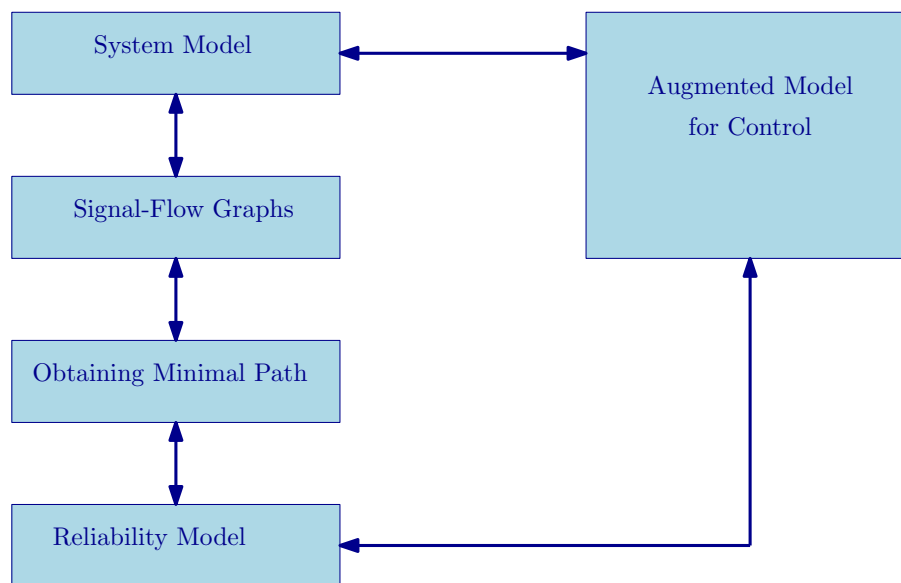 System Model
Augmented Model
for Control
Signal-Flow Graphs
Obtaining Minimal Path
Reliability Model